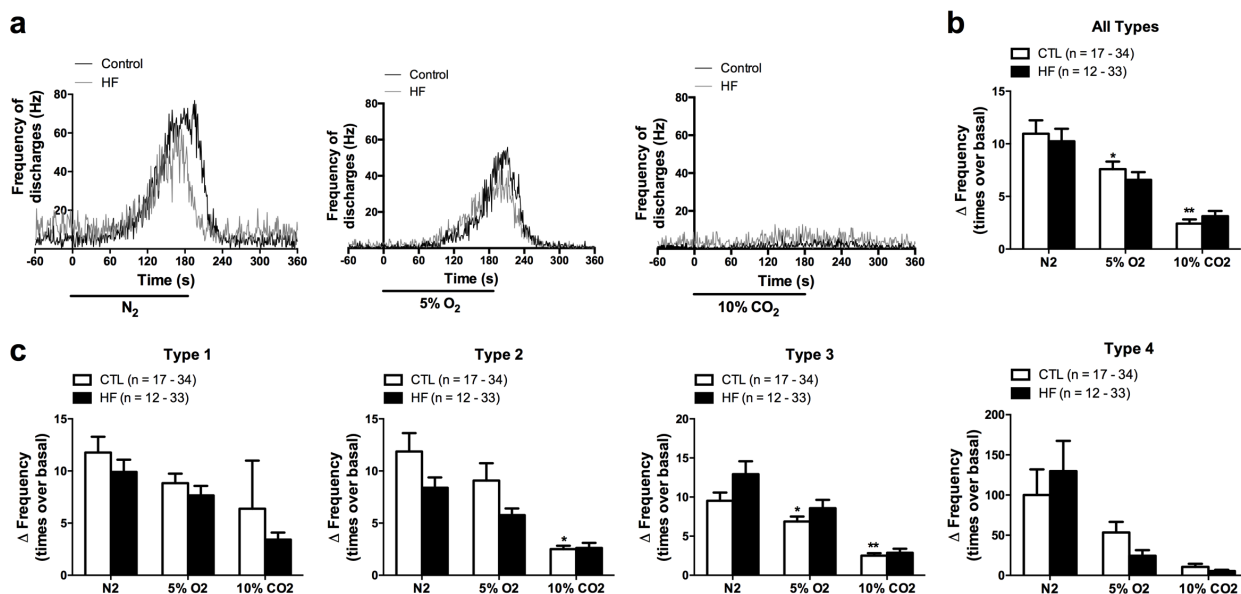 a
Control
HF
Frequency of
discharges (Hz)
80
60
40
20
-60 0 60 120 180 240 300 360
Time (s)
N2
Control
HF
Frequency of
discharges (Hz)
80
60
40
20
-60 0 60 120 180 240 300 360
Time (s)
5% O2
Control
HF
Frequency of
discharges (Hz)
80
60
40
20
-60 0 60 120 180 240 300 360
Time (s)
10% CO2
b
All Types
CTL (n = 17 - 34)
HF (n = 12 - 33)
Δ Frequency
(times over basal)
15
10
5
0
*
**
N2 5% O2 10% CO2
c
Type 1
CTL (n = 17 - 34)
HF (n = 12 - 33)
Δ Frequency
(times over basal)
15
10
5
0
N2 5% O2 10% CO2
Type 2
CTL (n = 17 - 34)
HF (n = 12 - 33)
Δ Frequency
(times over basal)
15
10
5
0
*
N2 5% O2 10% CO2
Type 3
CTL (n = 17 - 34)
HF (n = 12 - 33)
Δ Frequency
(times over basal)
20
15
10
5
0
*
**
N2 5% O2 10% CO2
Type 4
CTL (n = 17 - 34)
HF (n = 12 - 33)
Δ Frequency
(times over basal)
200
150
100
50
0
N2 5% O2 10% CO2